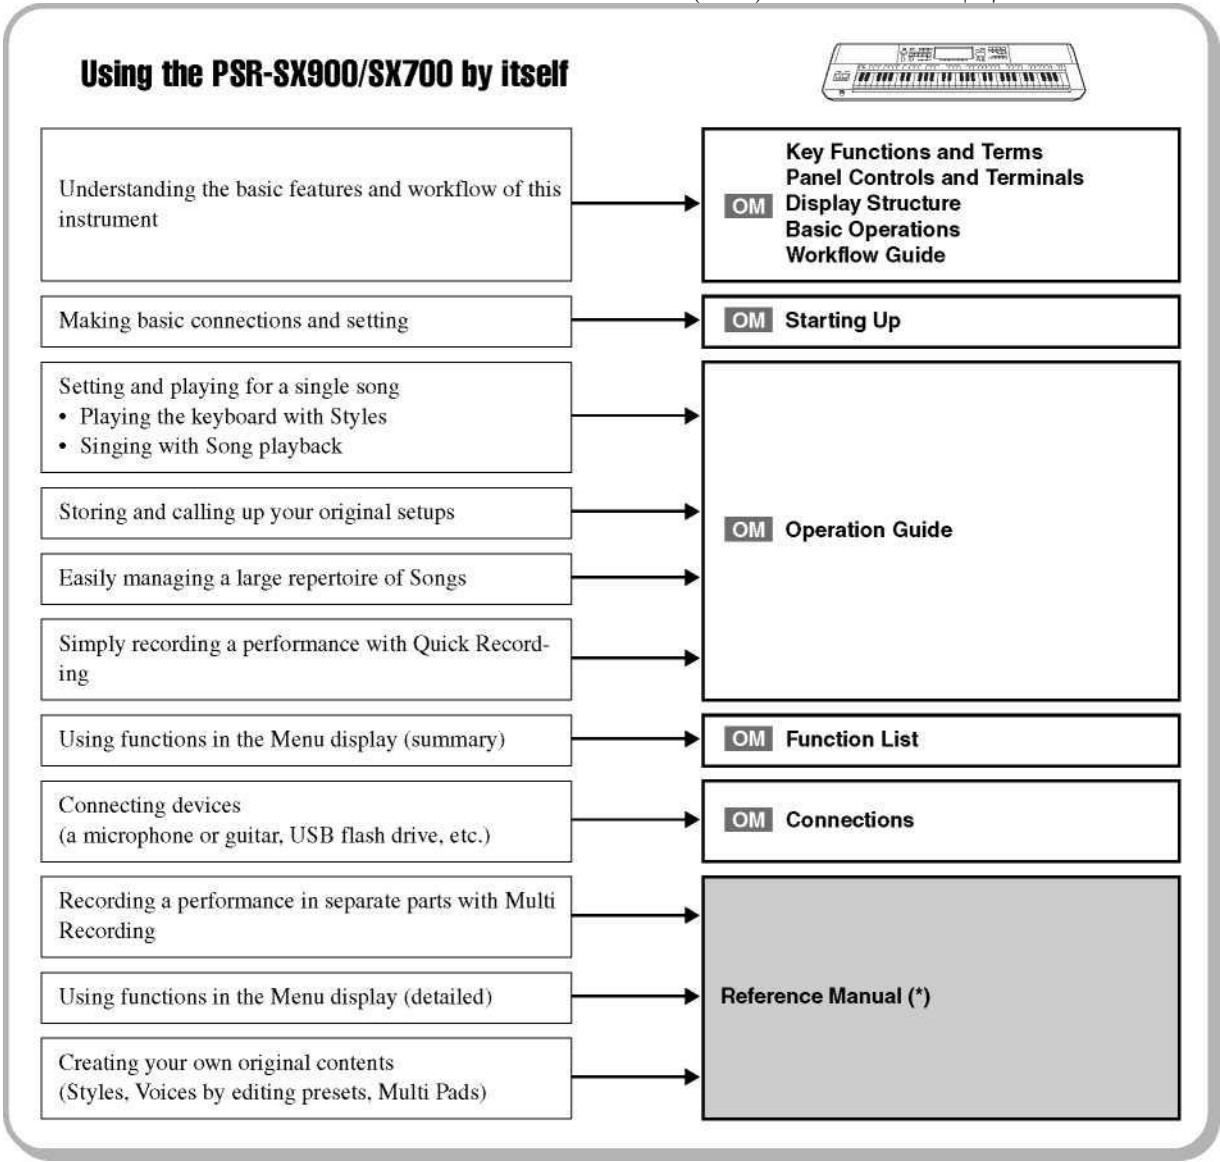 Using the PSR-SX900/SX700 by itself
Understanding the basic features and workflow of this
instrument
Key Functions and Terms
Panel Controls and Terminals
OM Display Structure
Basic Operations
Workflow Guide
Making basic connections and setting
OM Starting Up
Setting and playing for a single song
• Playing the keyboard with Styles
• Singing with Song playback
Storing and calling up your original setups
Easily managing a large repertoire of Songs
Simply recording a performance with Quick Record-
ing
OM Operation Guide
Using functions in the Menu display (summary)
OM Function List
Connecting devices
(a microphone or guitar, USB flash drive, etc.)
OM Connections
Recording a performance in separate parts with Multi
Recording
Using functions in the Menu display (detailed)
Creating your own original contents
(Styles, Voices by editing presets, Multi Pads)
Reference Manual (*)